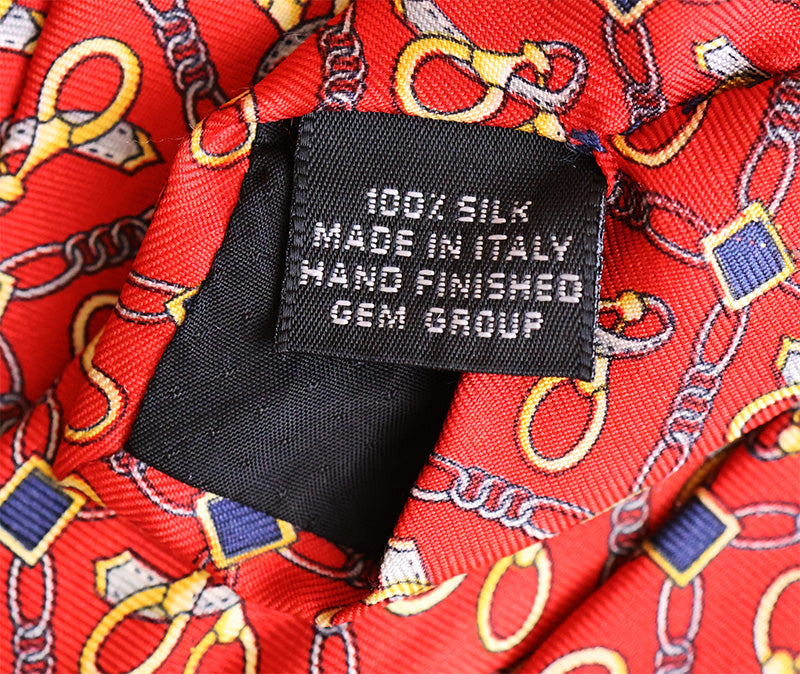 100% SILK
MADE IN ITALY
HAND FINISHED
GEM GROUP